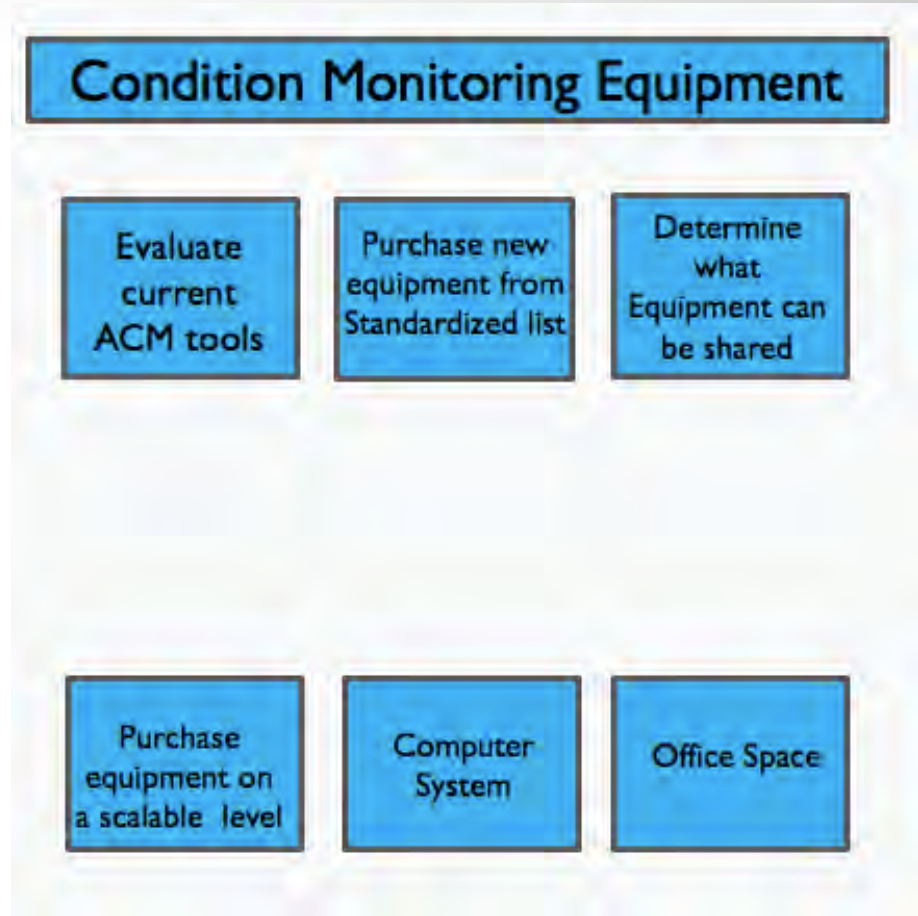 Condition Monitoring Equipment
Evaluate
current
ACM tools
Purchase new
equipment from
Standardized list
Determine
what
Equipment can
be shared
Purchase
equipment on
a scalable level
Computer
System
Office Space